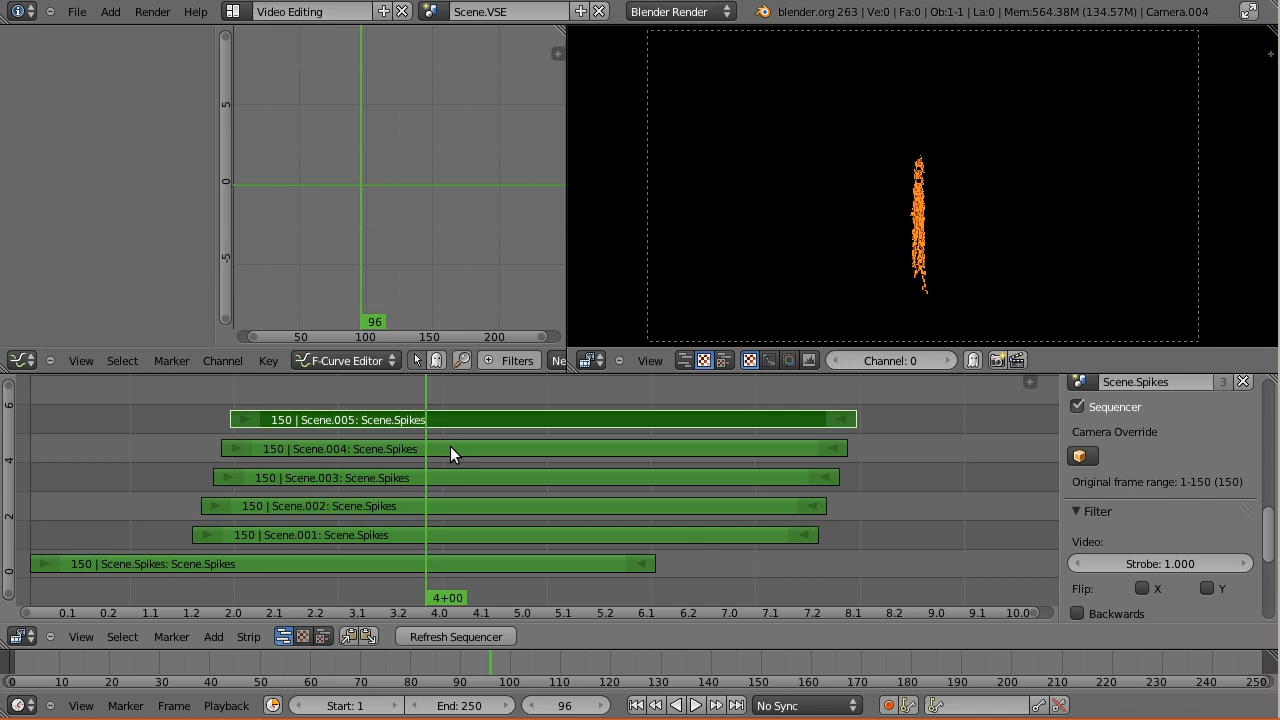 File Add Render Help Video Editing Scene.VSE Blender Render blender.org 263 | Ve:0 | Fa:0 | Ob:1-1 | La:0 | Mem:564.38M (134.57M) | Camera.004
5
0
-5
96
50 100 150 200
View Select Marker Channel Key F-Curve Editor Filters Ne View Channel: 0
6
4
2
0
150 | Scene.005: Scene.Spikes
150 | Scene.004: Scene.Spikes
150 | Scene.003: Scene.Spikes
150 | Scene.002: Scene.Spikes
150 | Scene.001: Scene.Spikes
150 | Scene.Spikes: Scene.Spikes
4+00
0.1 0.2 1.1 1.2 2.0 2.1 2.2 3.1 3.2 4.0 4.1 5.0 5.1 5.2 6.1 6.2 7.0 7.1 7.2 8.1 8.2 9.0 9.1 10.0
Scene.Spikes 3
Sequencer
Camera Override
Original frame range: 1-150 (150)
Filter
Video:
Strobe: 1.000
Flip: X Y
Backwards
View Select Marker Add Strip Refresh Sequencer
0 10 20 30 40 50 60 70 80 90 100 110 120 130 140 150 160 170 180 190 200 210 220 230 240 250
View Marker Frame Playback Start: 1 End: 250 96 No Sync